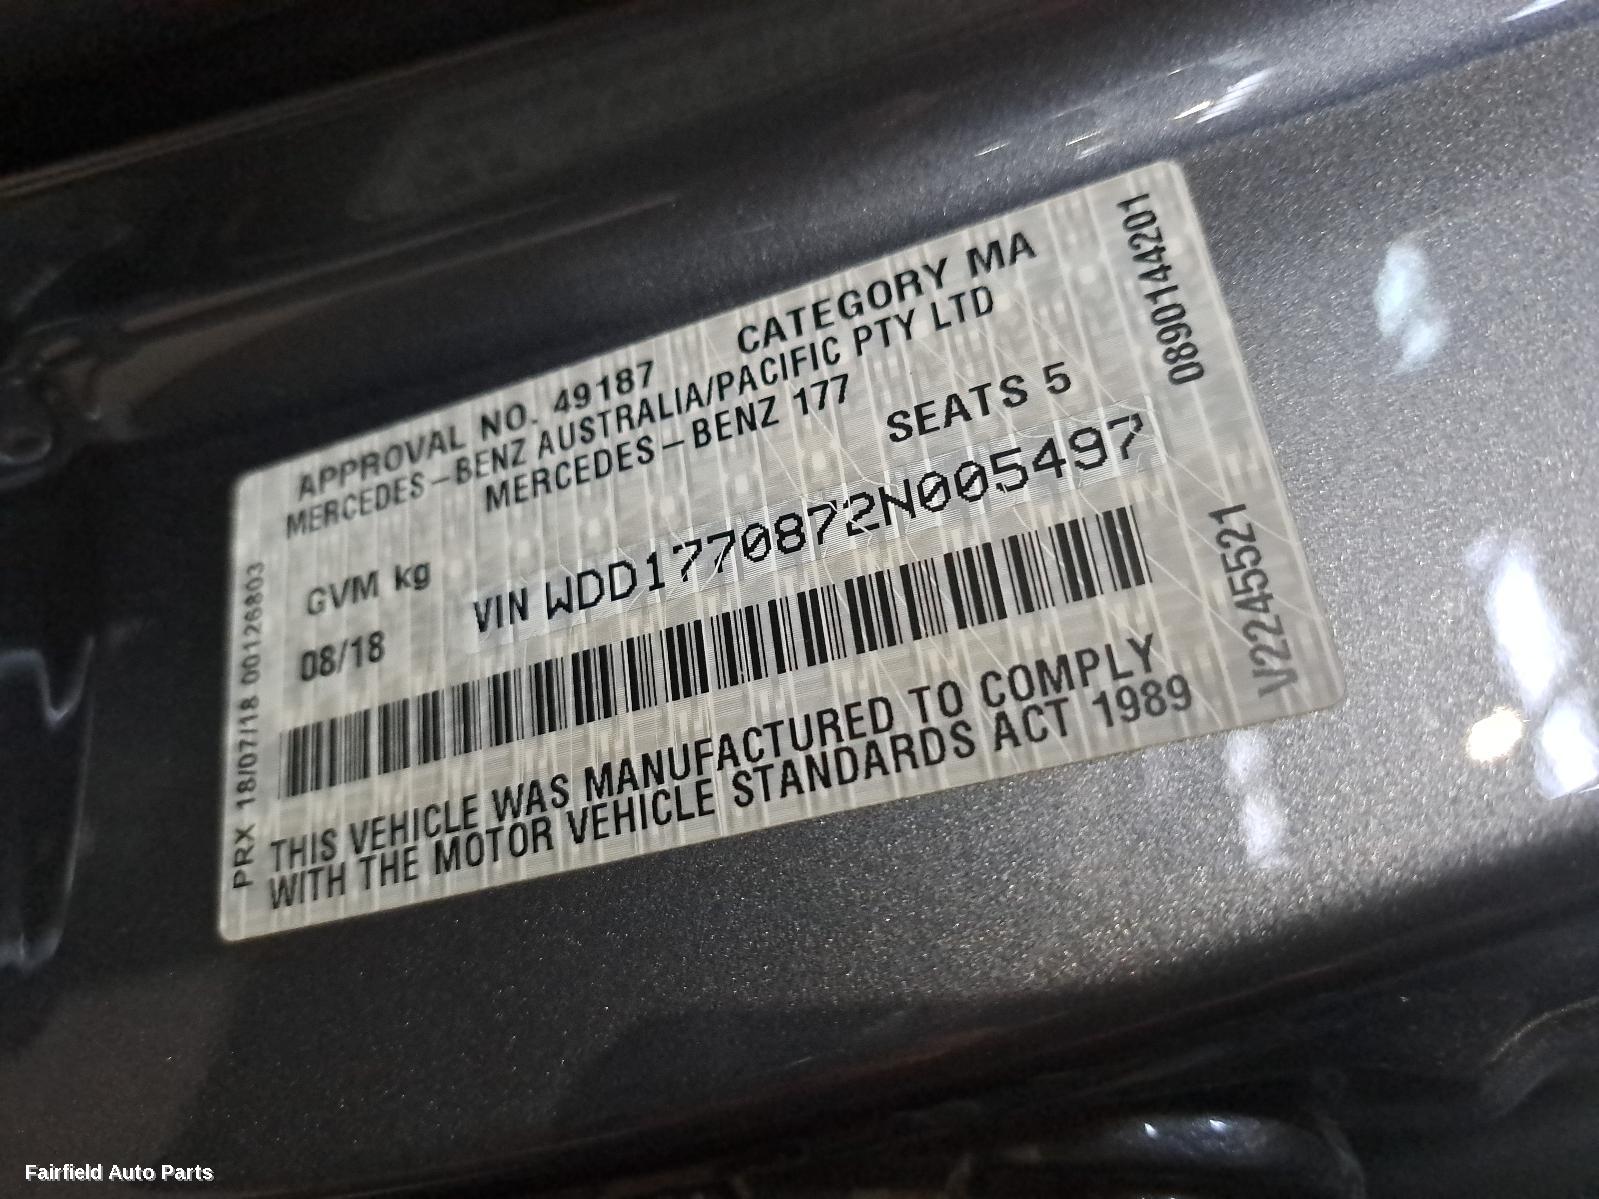 APPROVAL NO. 49187 CATEGORY MA
MERCEDES-BENZ AUSTRALIA/PACIFIC PTY LTD
MERCEDES-BENZ 177
SEATS 5
GVM kg
08/18
VIN WDD1770872N005497
THIS VEHICLE WAS MANUFACTURED TO COMPLY
WITH THE MOTOR VEHICLE STANDARDS ACT 1989
PRX 18/07/18 00126803
0890144201
V2245521
Fairfield Auto Parts